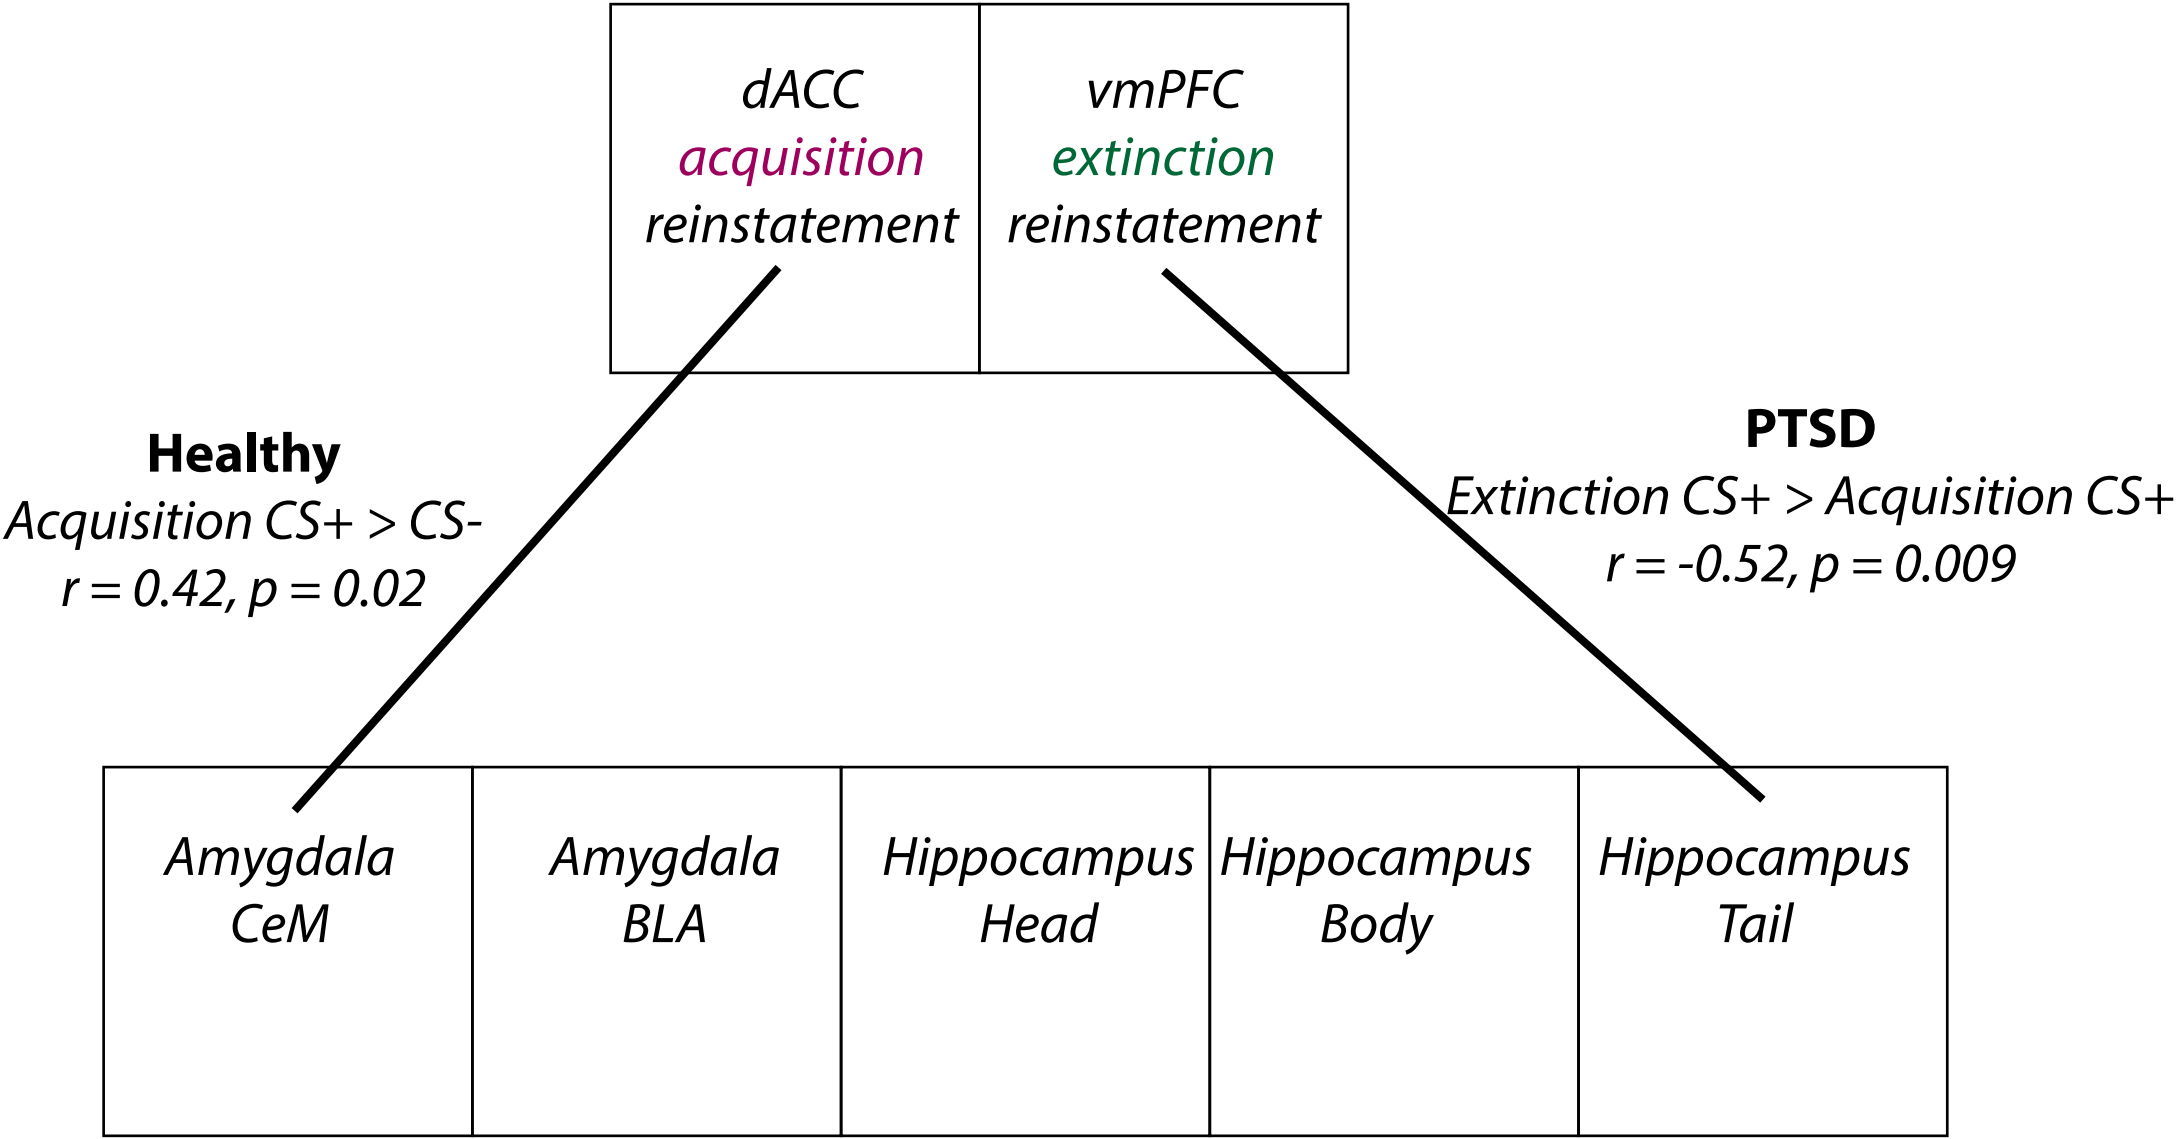 dACC
acquisition
reinstatement
vmPFC
extinction
reinstatement
Healthy
Acquisition CS+ > CS-
r = 0.42, p = 0.02
PTSD
Extinction CS+ > Acquisition CS+
r = -0.52, p = 0.009
Amygdala
CeM
Amygdala
BLA
Hippocampus
Head
Hippocampus
Body
Hippocampus
Tail